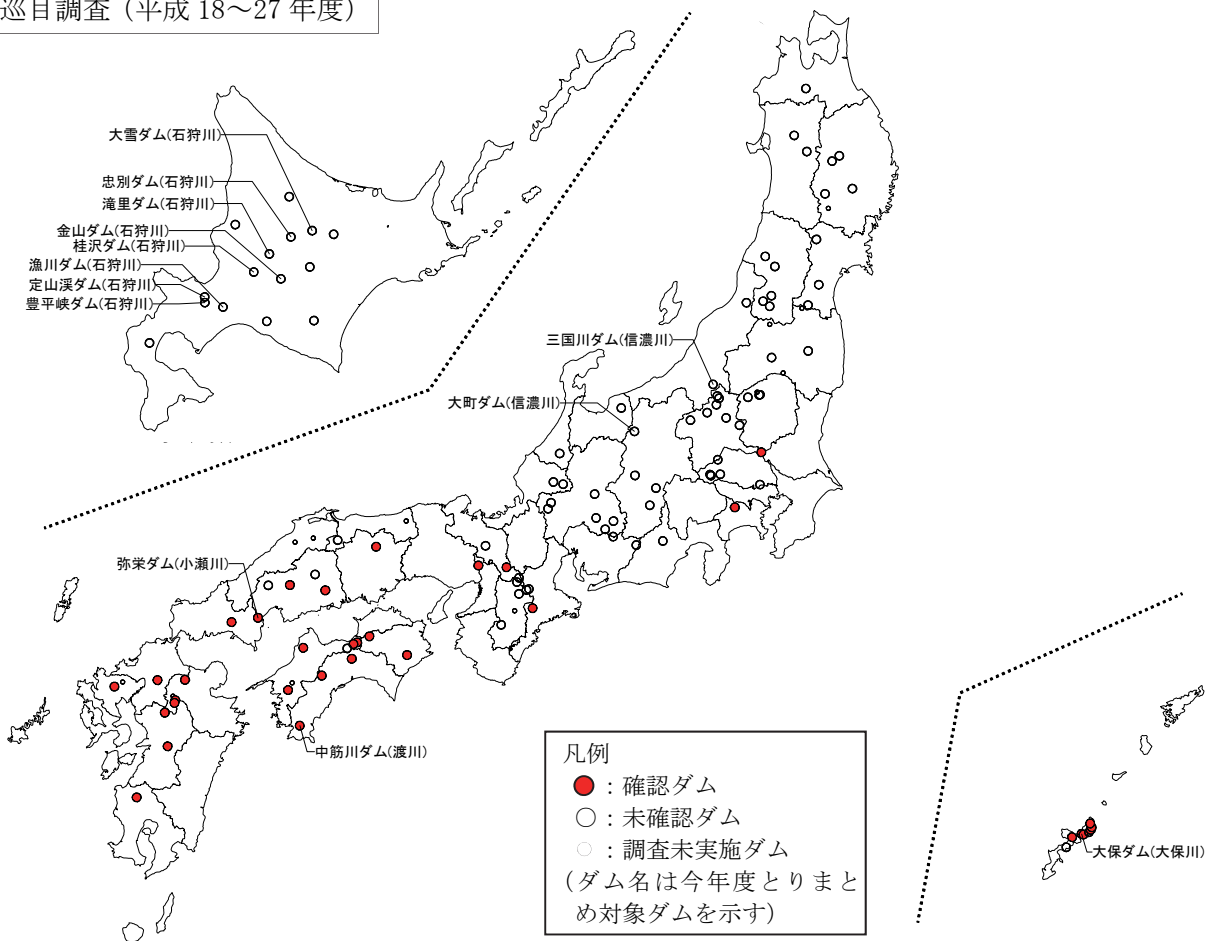 巡目調査（平成 18～27 年度）
大雪ダム(石狩川)
忠別ダム(石狩川)
滝里ダム(石狩川)
金山ダム(石狩川)
桂沢ダム(石狩川)
漁川ダム(石狩川)
定山渓ダム(石狩川)
豊平峡ダム(石狩川)
三国川ダム(信濃川)
大町ダム(信濃川)
弥栄ダム(小瀬川)
中筋川ダム(渡川)
大保ダム(大保川)
凡例
：確認ダム
：未確認ダム
：調査未実施ダム
(ダム名は今年度とりまと
め対象ダムを示す)